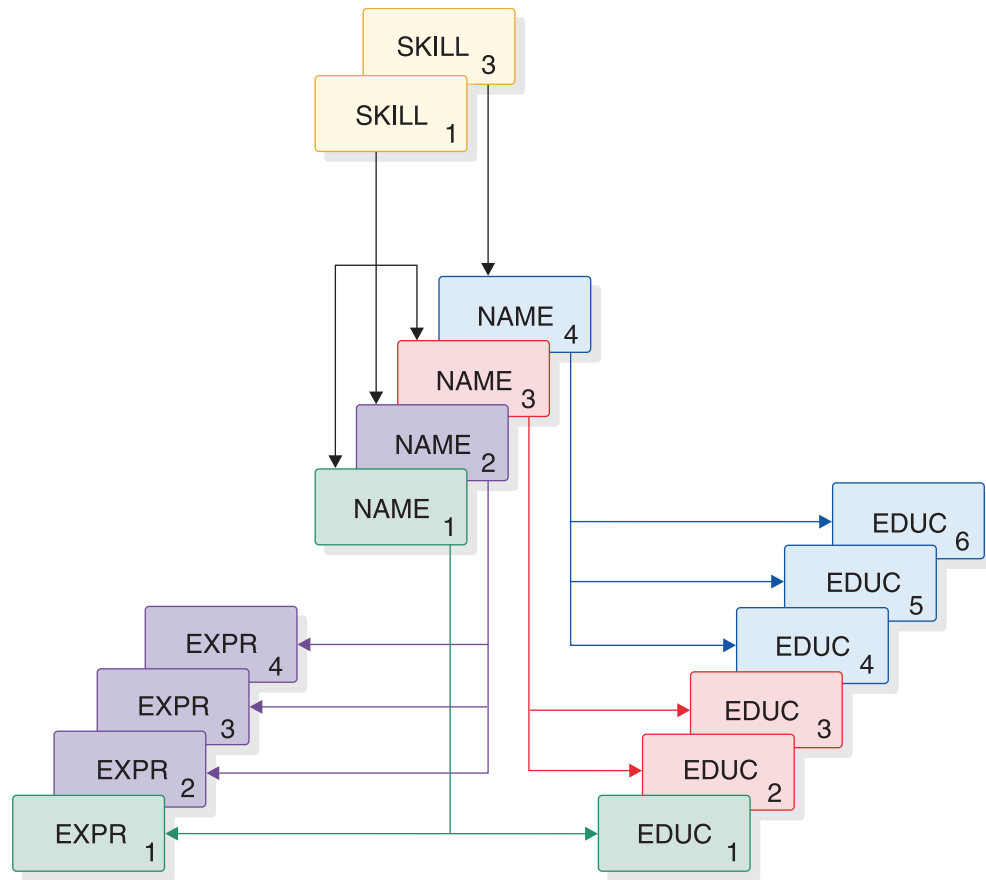 SKILL 3
SKILL 1
NAME 4
NAME 3
NAME 2
NAME 1
EDUC 6
EDUC 5
EDUC 4
EDUC 3
EDUC 2
EDUC 1
EXPR 4
EXPR 3
EXPR 2
EXPR 1